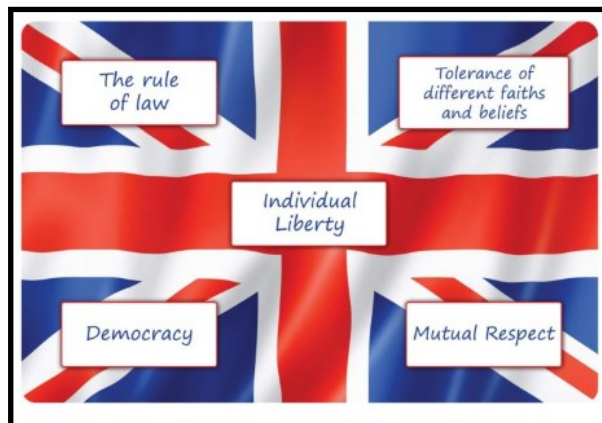 The rule
of law
Tolerance of
different faiths
and beliefs
Individual
Liberty
Democracy
Mutual Respect